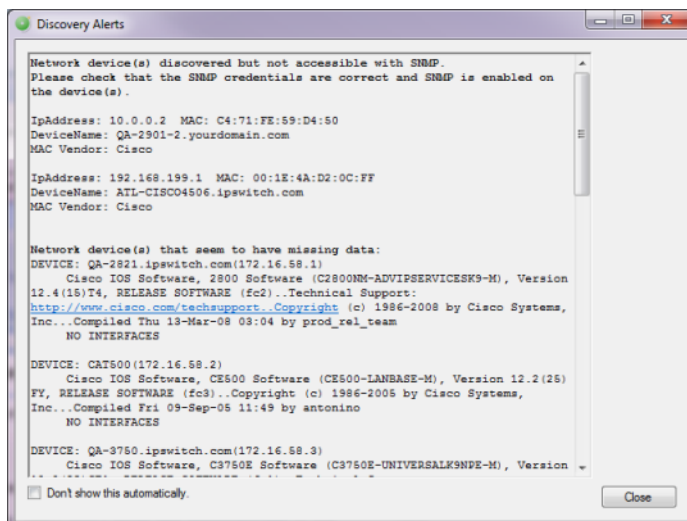 Discovery Alerts
Network device(s) discovered but not accessible with SNMP.
Please check that the SNMP credentials are correct and SNMP is enabled on
the device(s).
IpAddress: 10.0.0.2  MAC: C4:71:FE:59:D4:50
DeviceName: QA-2901-2.yourdomain.com
MAC Vendor: Cisco
IpAddress: 192.168.199.1  MAC: 00:1E:4A:D2:0C:FF
DeviceName: ATL-CISCO4506.ipswitch.com
MAC Vendor: Cisco
Network device(s) that seem to have missing data:
DEVICE: QA-2821.ipswitch.com(172.16.58.1)
Cisco IOS Software, 2800 Software (C2800NM-ADVIPSERVICESK9-M), Version
12.4(15)T4, RELEASE SOFTWARE (fc2)..Technical Support:
http://www.cisco.com/techsupport..Copyright (c) 1986-2008 by Cisco Systems,
Inc...Compiled Thu 13-Mar-08 03:04 by prod_rel_team
NO INTERFACES
DEVICE: CAT500(172.16.58.2)
Cisco IOS Software, CE500 Software (CE500-LANBASE-M), Version 12.2(25)
FY, RELEASE SOFTWARE (fc3)..Copyright (c) 1986-2005 by Cisco Systems,
Inc...Compiled Fri 09-Sep-05 11:49 by antonino
NO INTERFACES
DEVICE: QA-3750.ipswitch.com(172.16.58.3)
Cisco IOS Software, C3750E Software (C3750E-UNIVERSALK9NPE-M), Version
Don't show this automatically.
Close